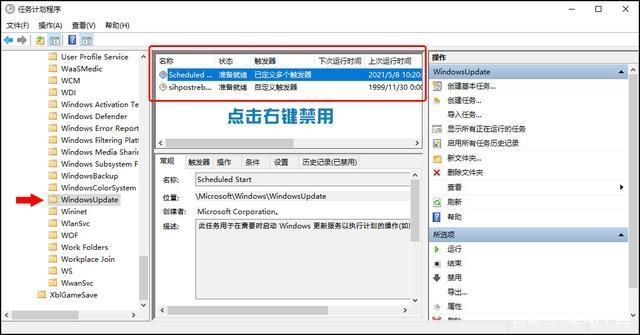 任务计划程序
文件(F) 操作(A) 查看(V) 帮助(H)
User Profile Service
WaaSMedic
WCM
WDI
Windows Activation Te
Windows Defender
Windows Error Report
Windows Filtering Platf
Windows Media Sharin
Windows Subsystem F
WindowsBackup
WindowsColorSystem
WindowsUpdate
Wininet
WlanSvc
WOF
Work Folders
Workplace Join
WS
WwanSvc
XblGameSave
名称 状态 触发器 下次运行时间 上次运行时间
Scheduled ... 准备就绪 已定义多个触发器 2021/5/8 10:20:
sihpostreb... 准备就绪 自定义触发器 1999/11/30 0:00
点击右键禁用
常规 触发器 操作 条件 设置 历史记录(已禁用)
名称: Scheduled Start
位置: \Microsoft\Windows\WindowsUpdate
创建者: Microsoft Corporation.
描述: 此任务用于在需要时启动 Windows 更新服务以执行计划的操作(如
操作
WindowsUpdate
创建基本任务...
创建任务...
导入任务...
显示所有正在运行的任务
启用所有任务历史记录
新文件夹...
删除文件夹
查看
刷新
帮助
所选项
运行
结束
禁用
导出...
属性